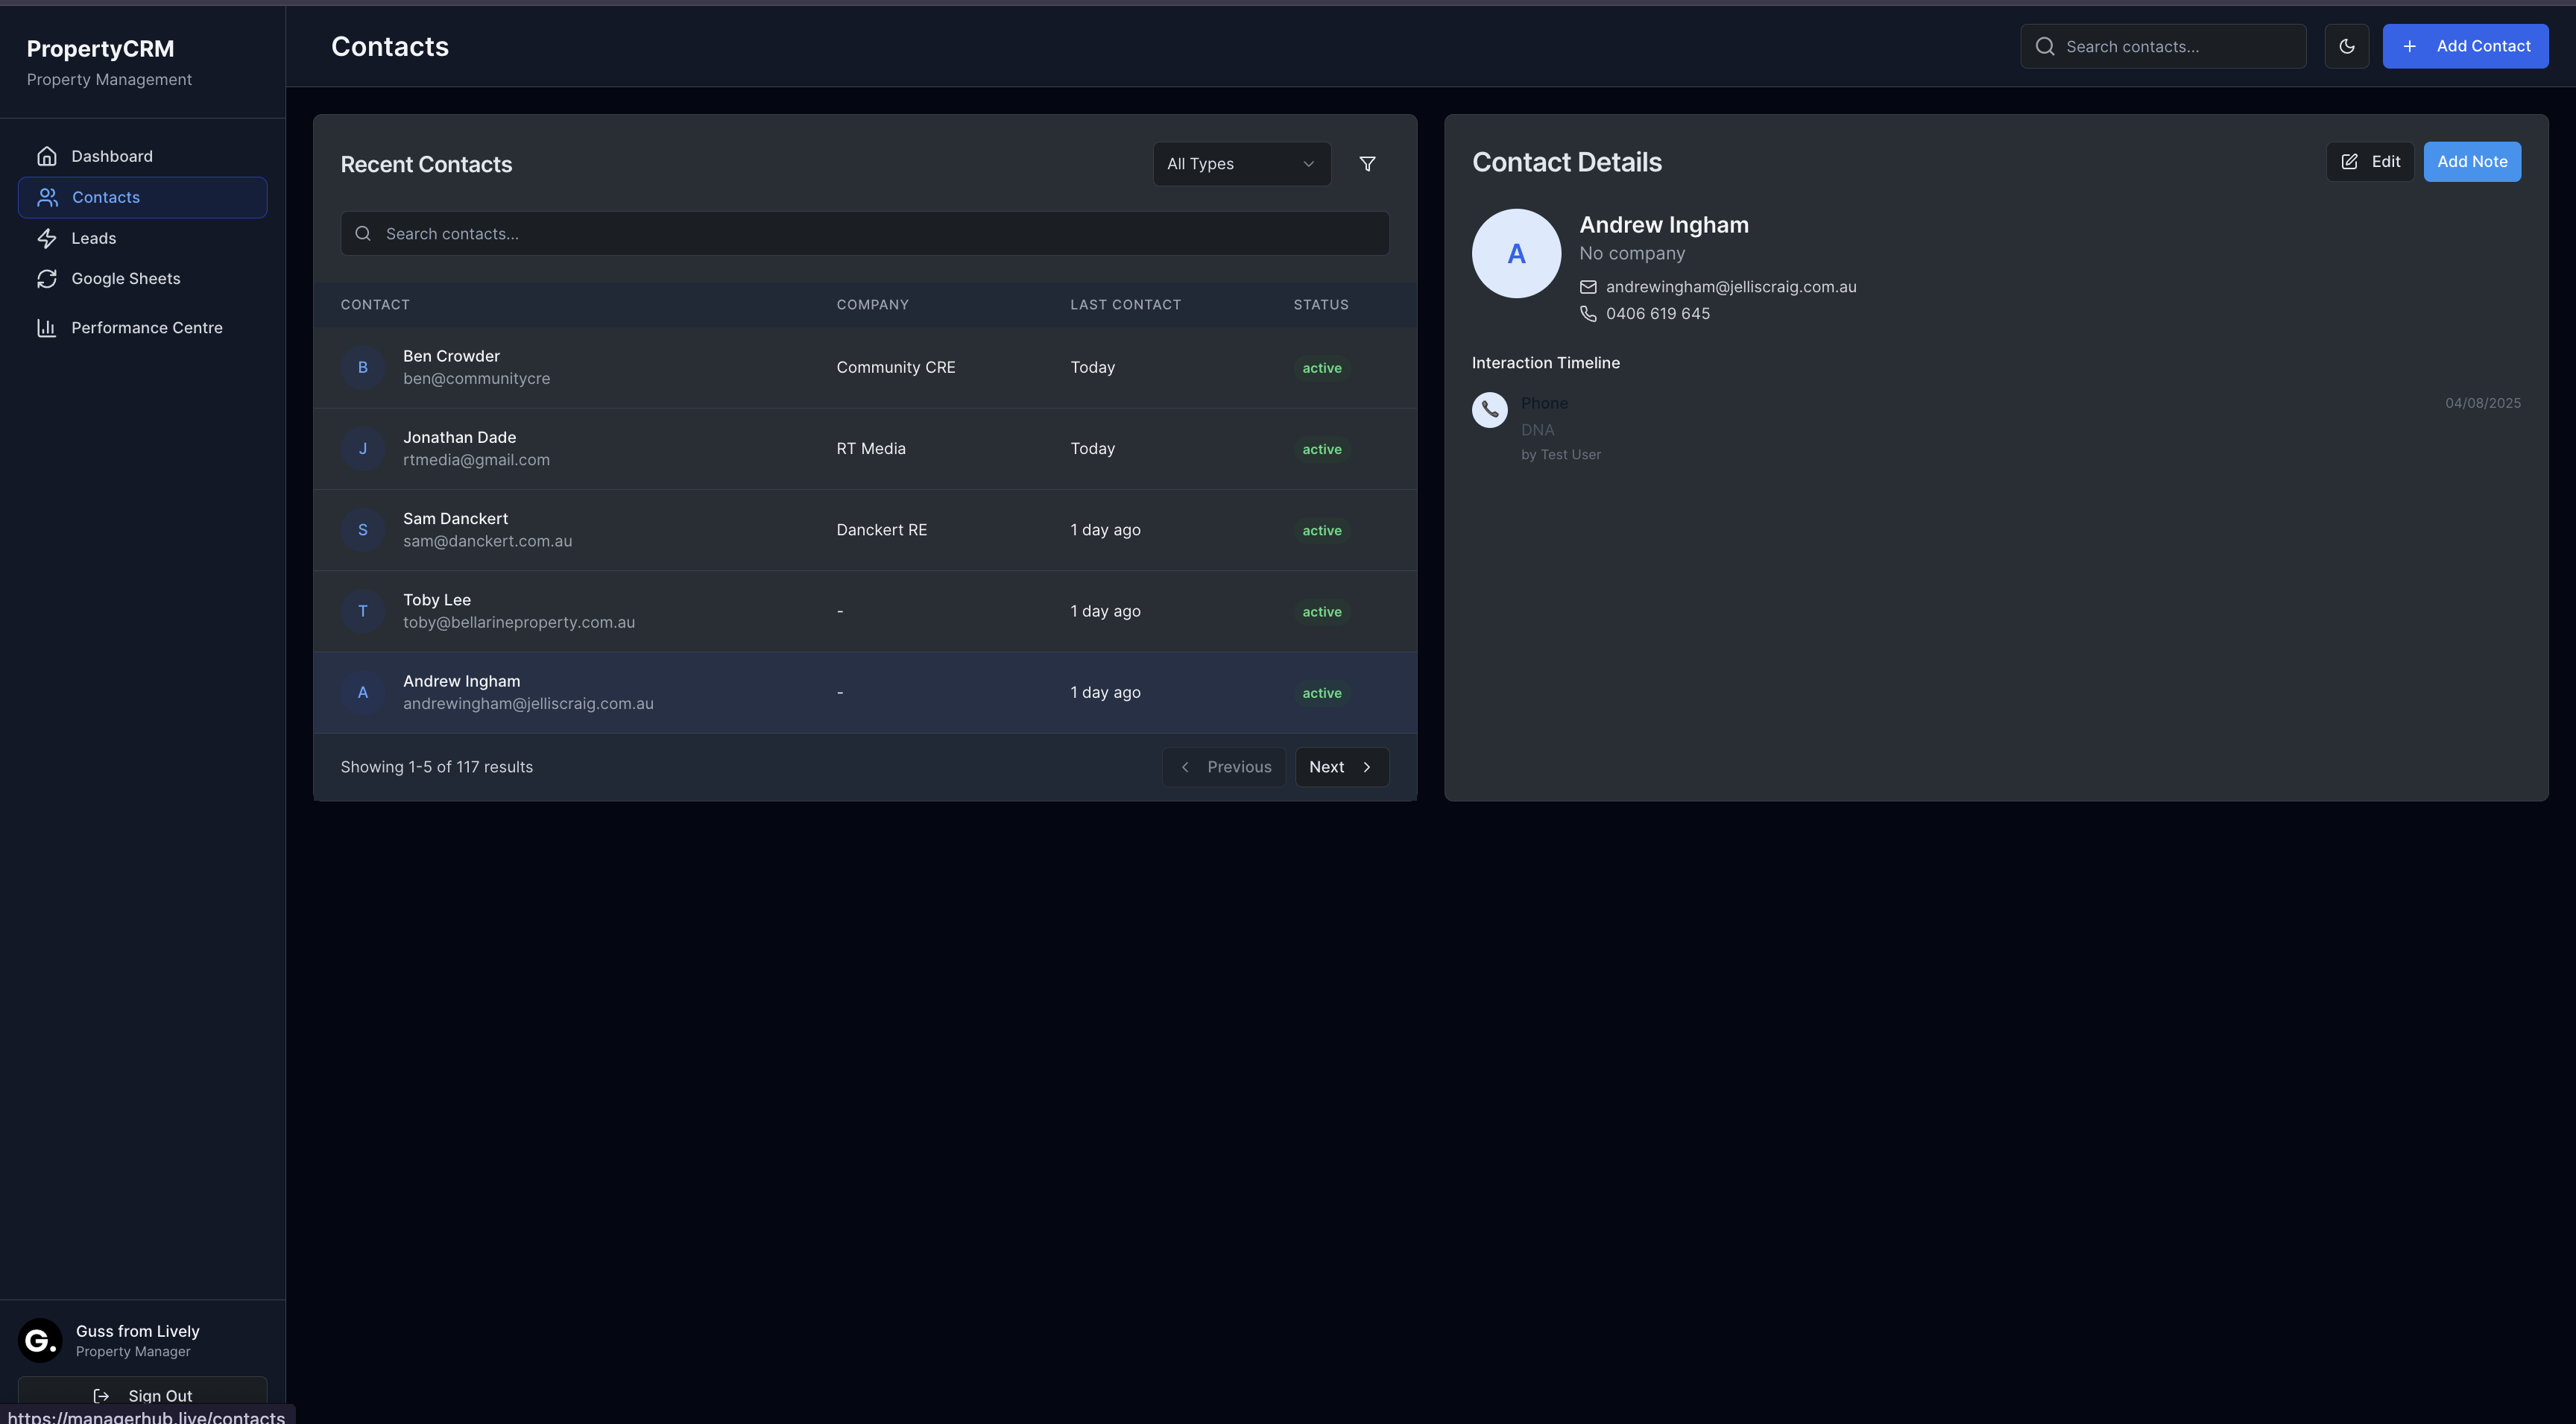 PropertyCRM
Property Management
Dashboard
Contacts
Leads
Google Sheets
Performance Centre
Guss from Lively
Property Manager
Sign Out
https://managerhub.live/contacts
Contacts
Search contacts...
Add Contact
Recent Contacts
All Types
Search contacts...
CONTACT COMPANY LAST CONTACT STATUS
B
Ben Crowder
ben@communitycre
Community CRE
Today
active
J
Jonathan Dade
rtmedia@gmail.com
RT Media
Today
active
S
Sam Danckert
sam@danckert.com.au
Danckert RE
1 day ago
active
T
Toby Lee
toby@bellarineproperty.com.au
-
1 day ago
active
A
Andrew Ingham
andrewingham@jelliscraig.com.au
-
1 day ago
active
Showing 1-5 of 117 results
Previous
Next
Contact Details
Edit
Add Note
A
Andrew Ingham
No company
andrewingham@jelliscraig.com.au
0406 619 645
Interaction Timeline
Phone
04/08/2025
DNA
by Test User
G.